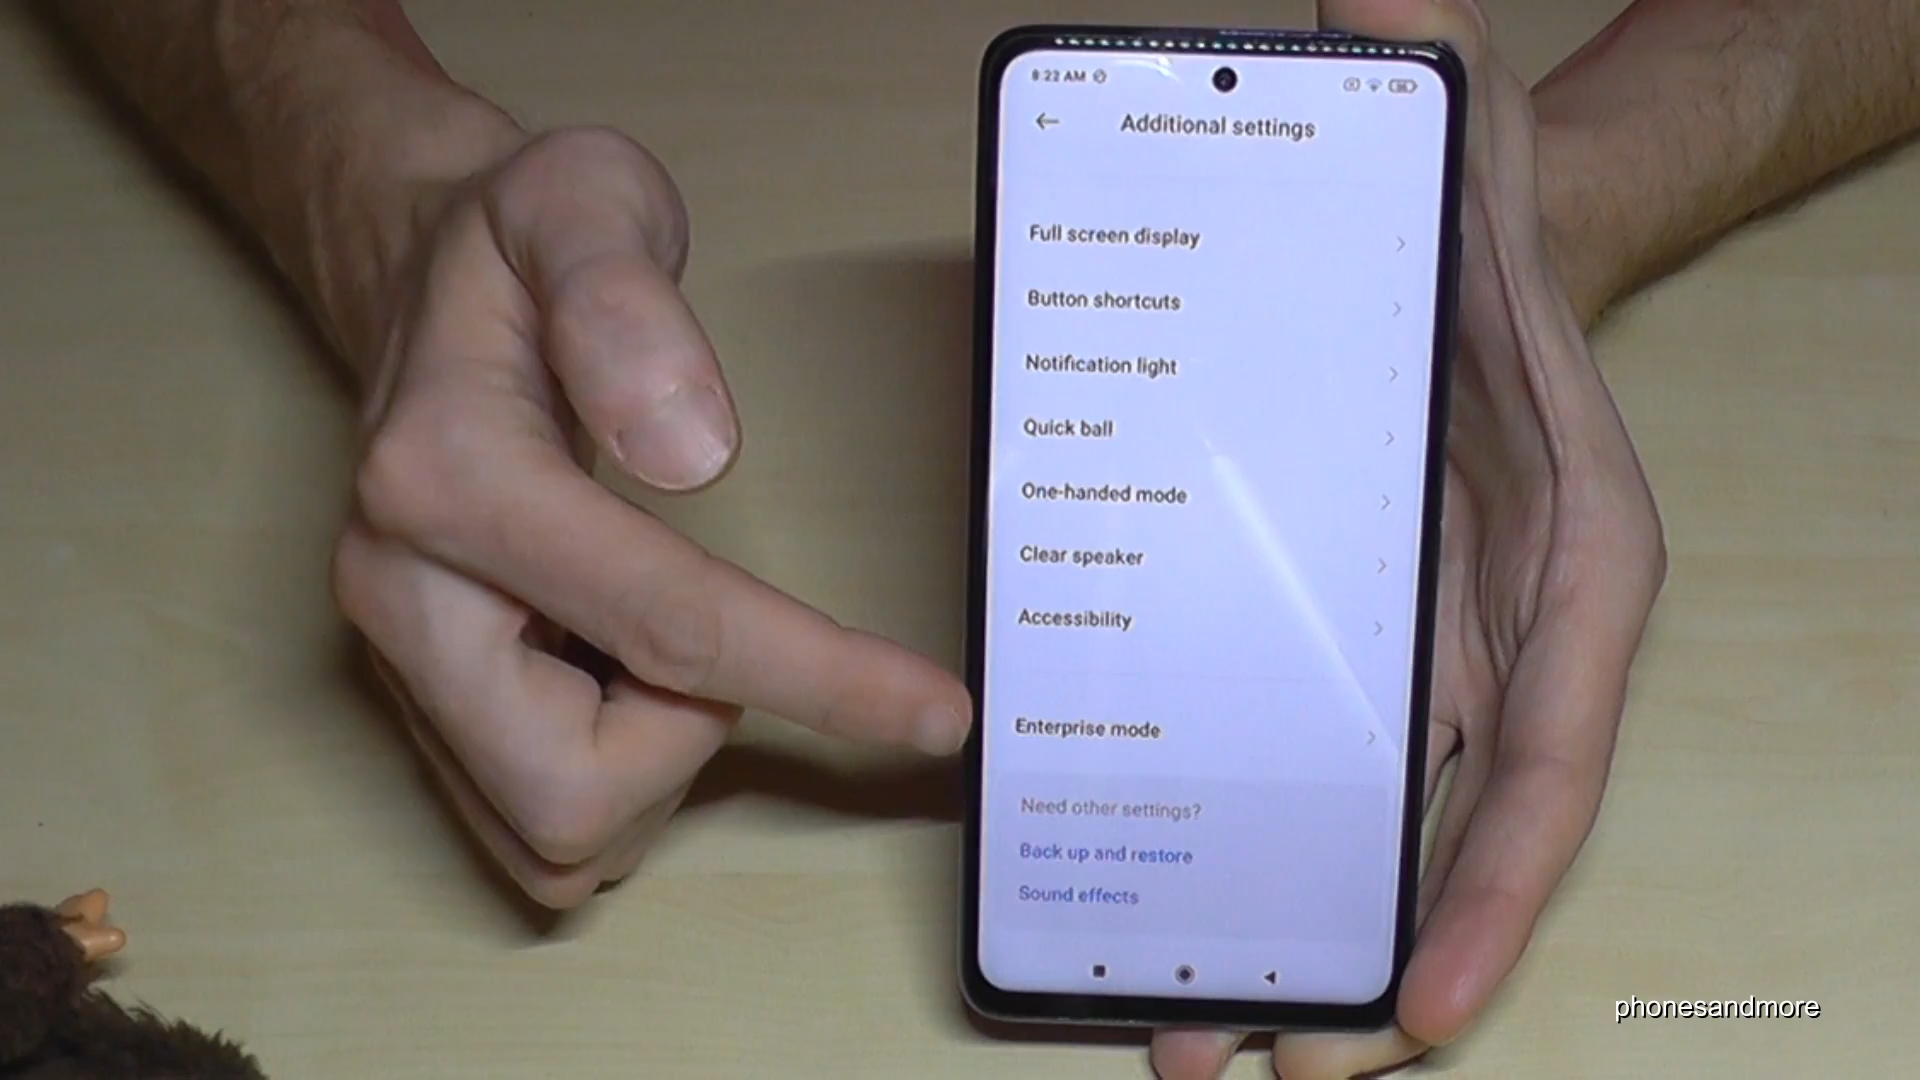 8:22 AM
Additional settings
Full screen display
Button shortcuts
Notification light
Quick ball
One-handed mode
Clear speaker
Accessibility
Enterprise mode
Need other settings?
Back up and restore
Sound effects
phonesandmore